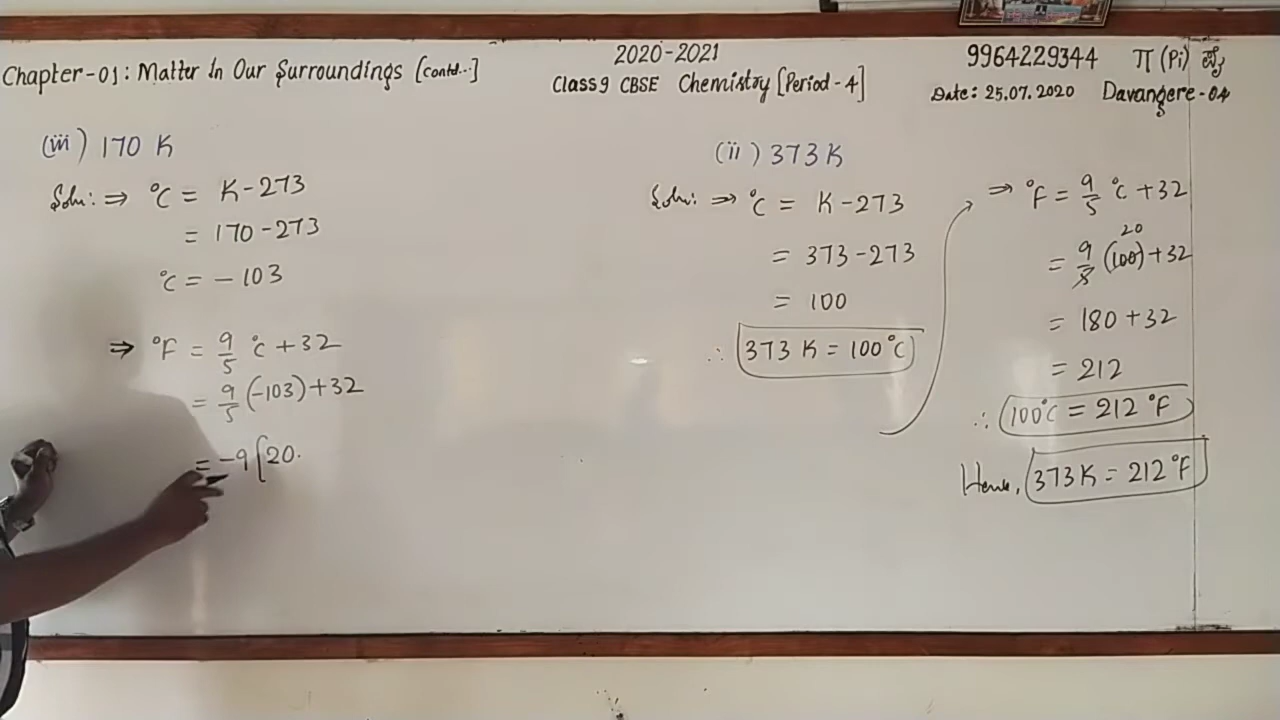 Chapter-01: Matter In Our Surroundings [Contd...]
2020-2021
Class 9 CBSE Chemistry [Period-4]
9964229344 π (Pi)
Date: 25.07.2020 Davangere-04
(iii) 170 K
Soln: ⇒ °C = K-273
= 170-273
°C = -103
⇒ °F = 9/5 °C + 32
= 9/5 (-103) + 32
= -9[20.
(ii) 373 K
Soln: ⇒ °C = K-273
= 373-273
= 100
∴ 373 K = 100°C
⇒ °F = 9/5 °C + 32
20
= 9/5 (100) + 32
= 180 + 32
= 212
∴ 100°C = 212 °F
Hence, 373 K = 212 °F